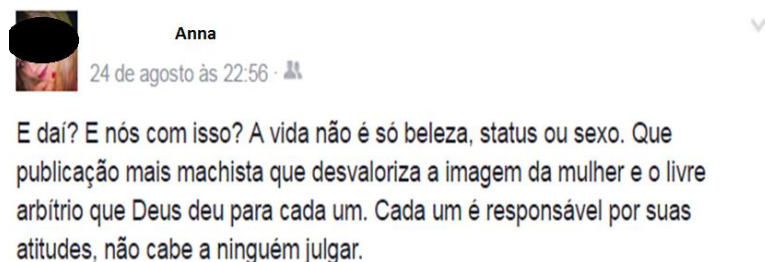 Anna
24 de agosto às 22:56 ·
E daí? E nós com isso? A vida não é só beleza, status ou sexo. Que
publicação mais machista que desvaloriza a imagem da mulher e o livre
arbítrio que Deus deu para cada um. Cada um é responsável por suas
atitudes, não cabe a ninguém julgar.